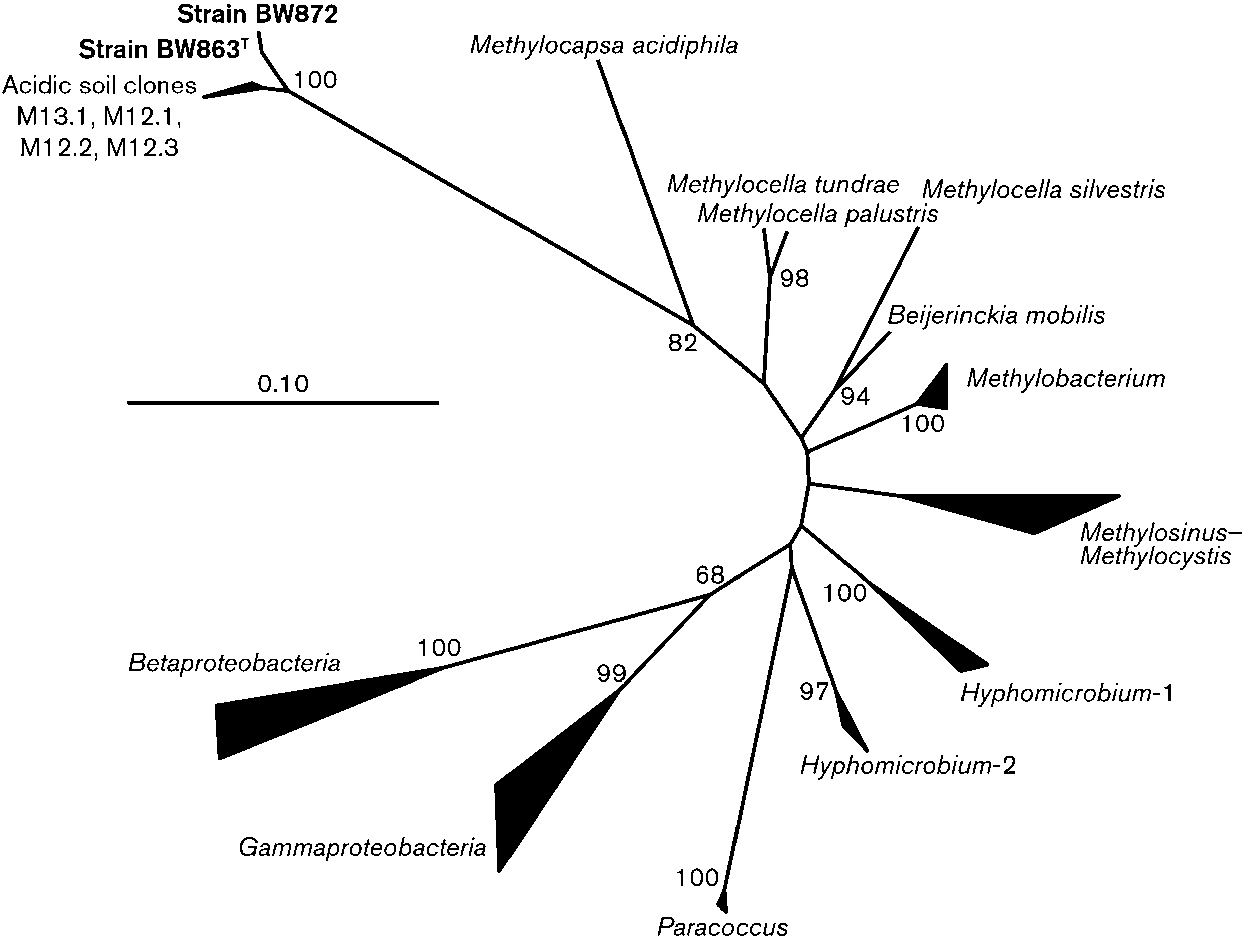 Strain BW872
Strain BW863ᵀ
Acidic soil clones
M13.1, M12.1,
M12.2, M12.3
100
Methylocapsa acidiphila
Methylocella tundrae
Methylocella palustris
Methylocella silvestris
98
Beijerinckia mobilis
82
94
Methylobacterium
100
0.10
Methylosinus–
Methylocystis
68
100
100
Betaproteobacteria
99
97
Hyphomicrobium-1
Hyphomicrobium-2
Gammaproteobacteria
100
Paracoccus